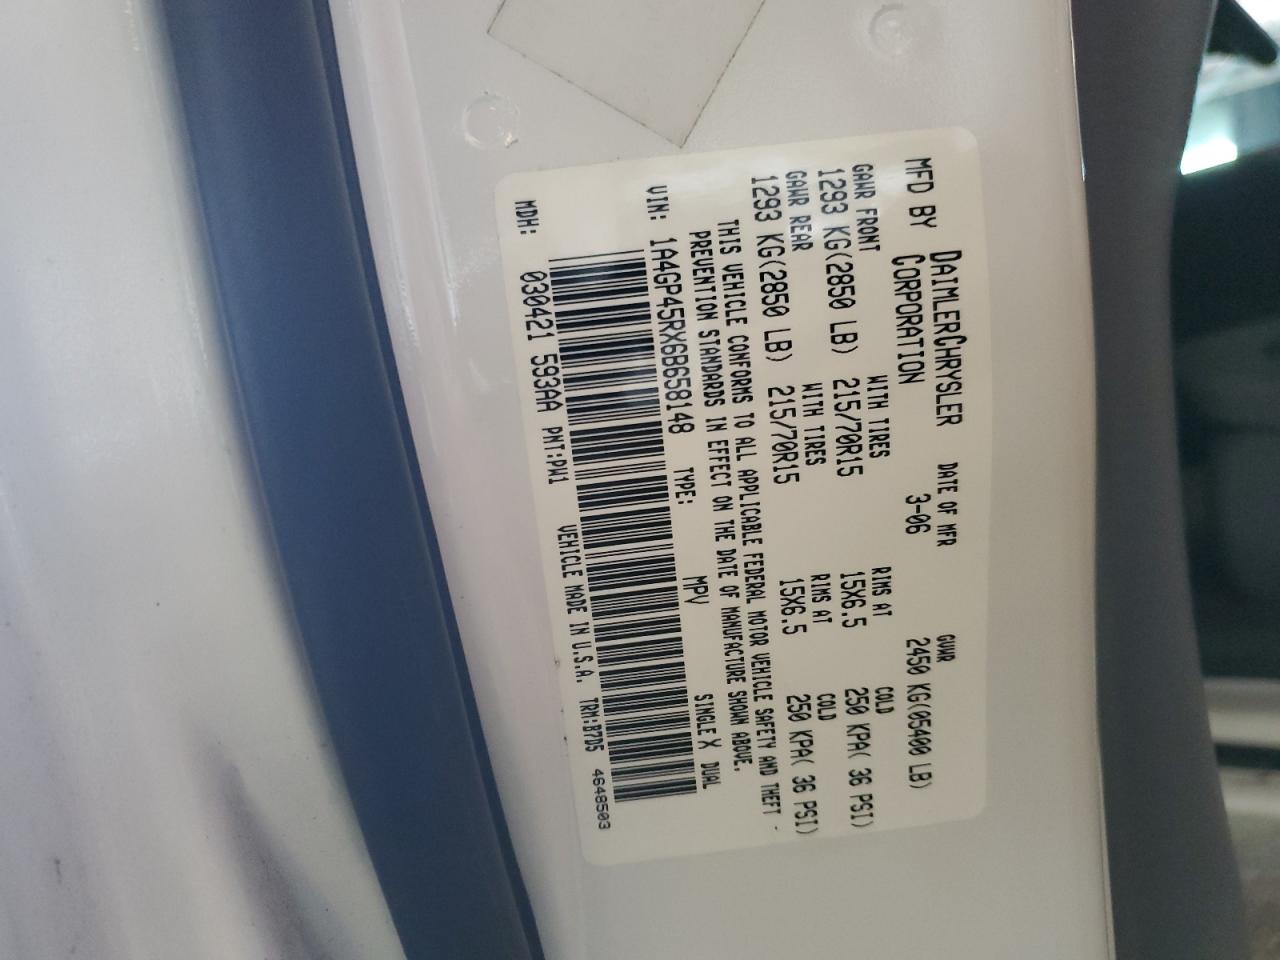 MFD BY DAIMLERCHRYSLER CORPORATION DATE OF MFR 3-06 GVWR 2450 KG(05400 LB)
GAWR FRONT WITH TIRES RIMS AT COLD
1293 KG(2850 LB) 215/70R15 15X6.5 250 KPA( 36 PSI)
GAWR REAR WITH TIRES RIMS AT COLD
1293 KG(2850 LB) 215/70R15 15X6.5 250 KPA( 36 PSI)
THIS VEHICLE CONFORMS TO ALL APPLICABLE FEDERAL MOTOR VEHICLE SAFETY AND THEFT -
PREVENTION STANDARDS IN EFFECT ON THE DATE OF MANUFACTURE SHOWN ABOVE.
VIN: 1A4GP45RX6B658148 TYPE: MPV SINGLE X DUAL
MDH: 030421 593AA PNT:PW1 VEHICLE MADE IN U.S.A. TRM:B7D5 4648503